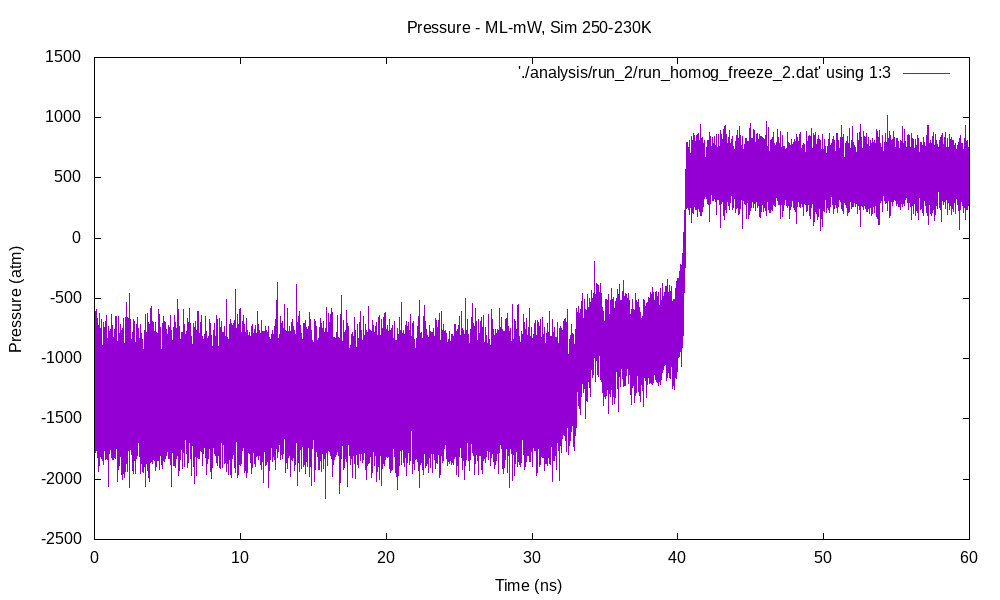 Pressure - ML-mW, Sim 250-230K
'./analysis/run_2/run_homog_freeze_2.dat' using 1:3
1500
1000
500
0
-500
-1000
-1500
-2000
-2500
Pressure (atm)
0 10 20 30 40 50 60
Time (ns)